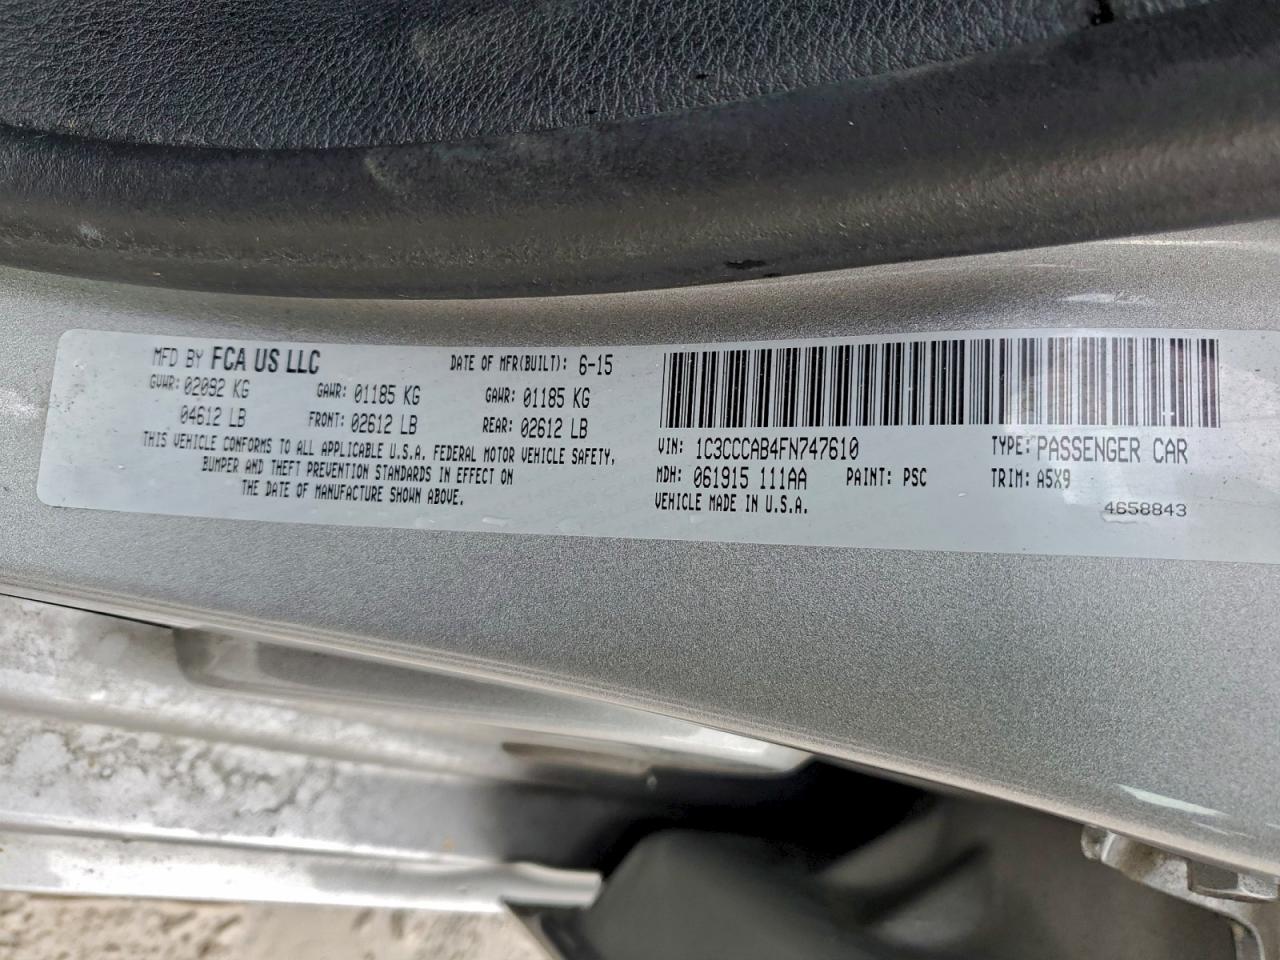 MFD BY FCA US LLC DATE OF MFR(BUILT): 6-15
GVWR: 02092 KG GAWR: 01185 KG GAWR: 01185 KG
04612 LB FRONT: 02612 LB REAR: 02612 LB
THIS VEHICLE CONFORMS TO ALL APPLICABLE U.S.A. FEDERAL MOTOR VEHICLE SAFETY,
BUMPER AND THEFT PREVENTION STANDARDS IN EFFECT ON
THE DATE OF MANUFACTURE SHOWN ABOVE.
VIN: 1C3CCCAB4FN747610 TYPE: PASSENGER CAR
MDH: 061915 111AA PAINT: PSC TRIM: A5X9
VEHICLE MADE IN U.S.A. 4658843